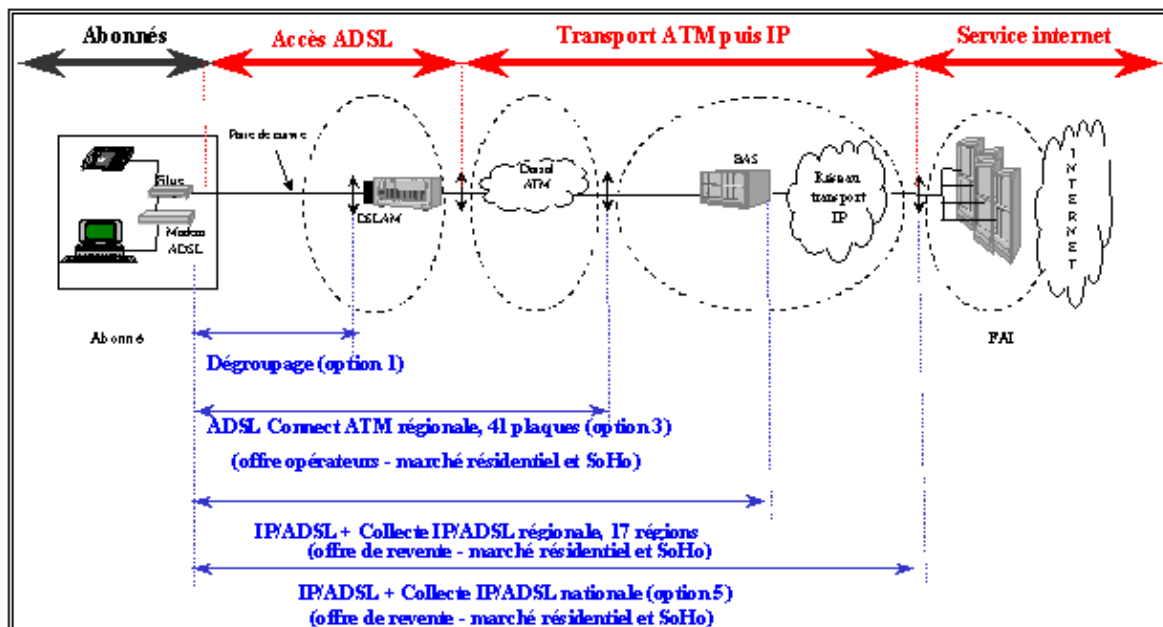 Abonnés
Accès ADSL
Transport ATM puis IP
Service internet
Paire de cuivre
Filtre
Modem
ADSL
DSLAM
Dorsal
ATM
BAS
Réseau
transport
IP
INTERNET
Abonné
FAI
Dégroupage (option 1)
ADSL Connect ATM régionale, 41 plaques (option 3)
(offre opérateurs - marché résidentiel et SoHo)
IP/ADSL + Collecte IP/ADSL régionale, 17 régions
(offre de revente - marché résidentiel et SoHo)
IP/ADSL + Collecte IP/ADSL nationale (option 5)
(offre de revente - marché résidentiel et SoHo)